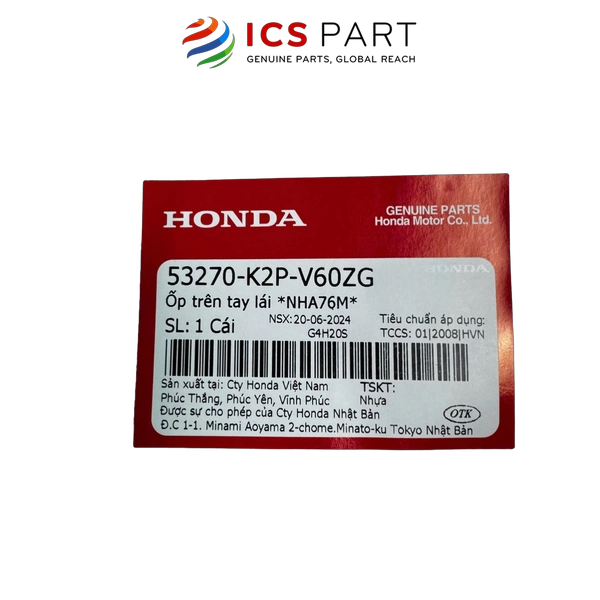 ICS PART
GENUINE PARTS, GLOBAL REACH
HONDA
GENUINE PARTS
Honda Motor Co., Ltd.
HONDA
53270-K2P-V60ZG
Ốp trên tay lái *NHA76M*
SL: 1 Cái
NSX:20-06-2024
G4H20S
Tiêu chuẩn áp dụng:
TCCS: 01|2008|HVN
Sản xuất tại: Cty Honda Việt Nam
Phúc Thắng, Phúc Yên, Vĩnh Phúc
TSKT:
Nhựa
Được sự cho phép của Cty Honda Nhật Bản
OTK
Đ.C 1-1. Minami Aoyama 2-chome.Minato-ku Tokyo Nhật Bản